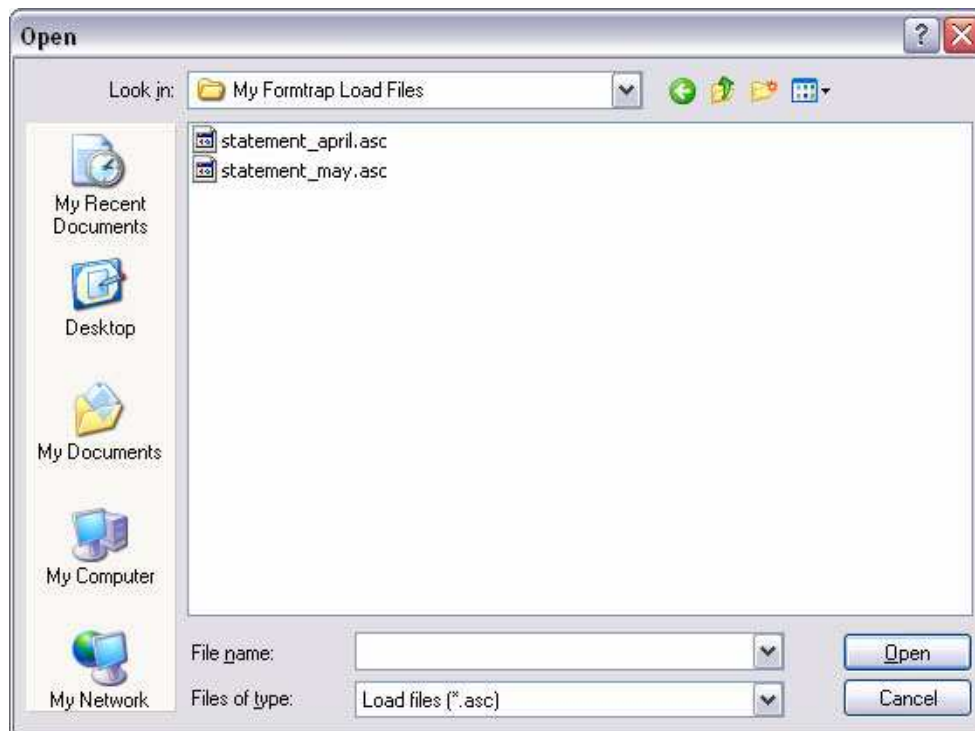 Open
Look in: My Formtrap Load Files
statement_april.asc
statement_may.asc
My Recent
Documents
Desktop
My Documents
My Computer
My Network
File name:
Open
Files of type: Load files (*.asc)
Cancel